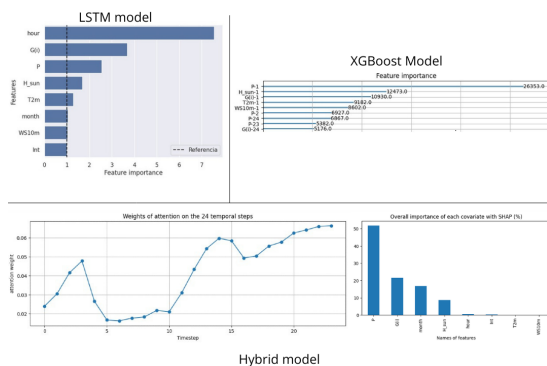 LSTM model
hour
G(i)
P
H_sun
T2m
month
WS10m
Int
Features
Referencia
0 1 2 3 4 5 6 7
Feature importance
XGBoost Model
Feature importance
P-1 26353.0
H_sun-1 12473.0
G(i)-1 10930.0
T2m-1 9182.0
WS10m-1 8602.0
P-2 6927.0
P-24 6867.0
P-23 5382.0
G(i)-24 5176.0
Weights of attention on the 24 temporal steps
0.06
0.05
0.04
0.03
0.02
attention weight
0 5 10 15 20
Timestep
Overall importance of each covariate with SHAP (%)
50
40
30
20
10
0
P G(i) month H_sun hour Int T2m WS10m
Names of features
Hybrid model